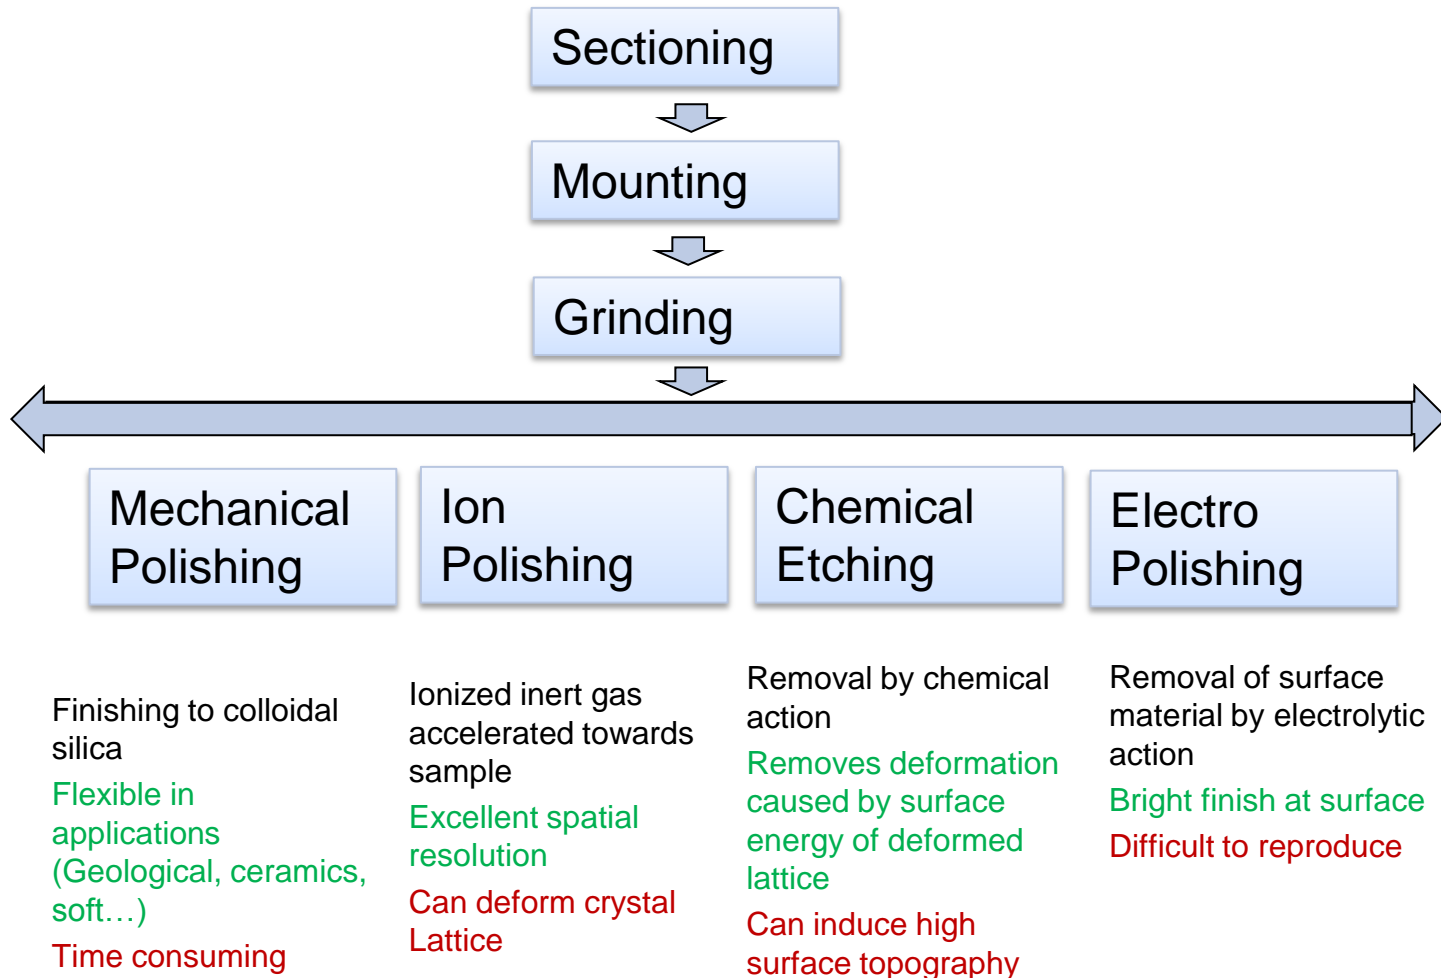 Sectioning
Mounting
Grinding
Mechanical
Polishing
Ion
Polishing
Chemical
Etching
Electro
Polishing
Finishing to colloidal
silica
Flexible in
applications
(Geological, ceramics,
soft…)
Time consuming
Ionized inert gas
accelerated towards
sample
Excellent spatial
resolution
Can deform crystal
Lattice
Removal by chemical
action
Removes deformation
caused by surface
energy of deformed
lattice
Can induce high
surface topography
Removal of surface
material by electrolytic
action
Bright finish at surface
Difficult to reproduce